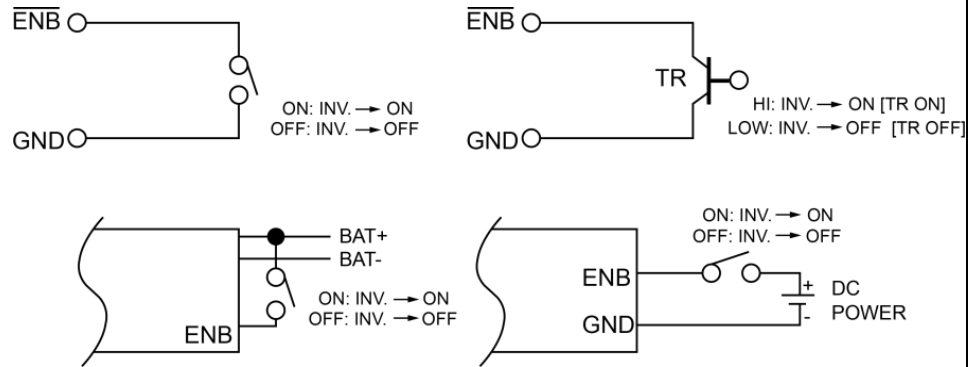 ENB
GND
ON: INV. → ON
OFF: INV. → OFF
ENB
TR
GND
HI: INV. → ON [TR ON]
LOW: INV. → OFF [TR OFF]
BAT+
BAT-
ENB
ON: INV. → ON
OFF: INV. → OFF
ON: INV. → ON
OFF: INV. → OFF
ENB
GND
+
-
DC
POWER